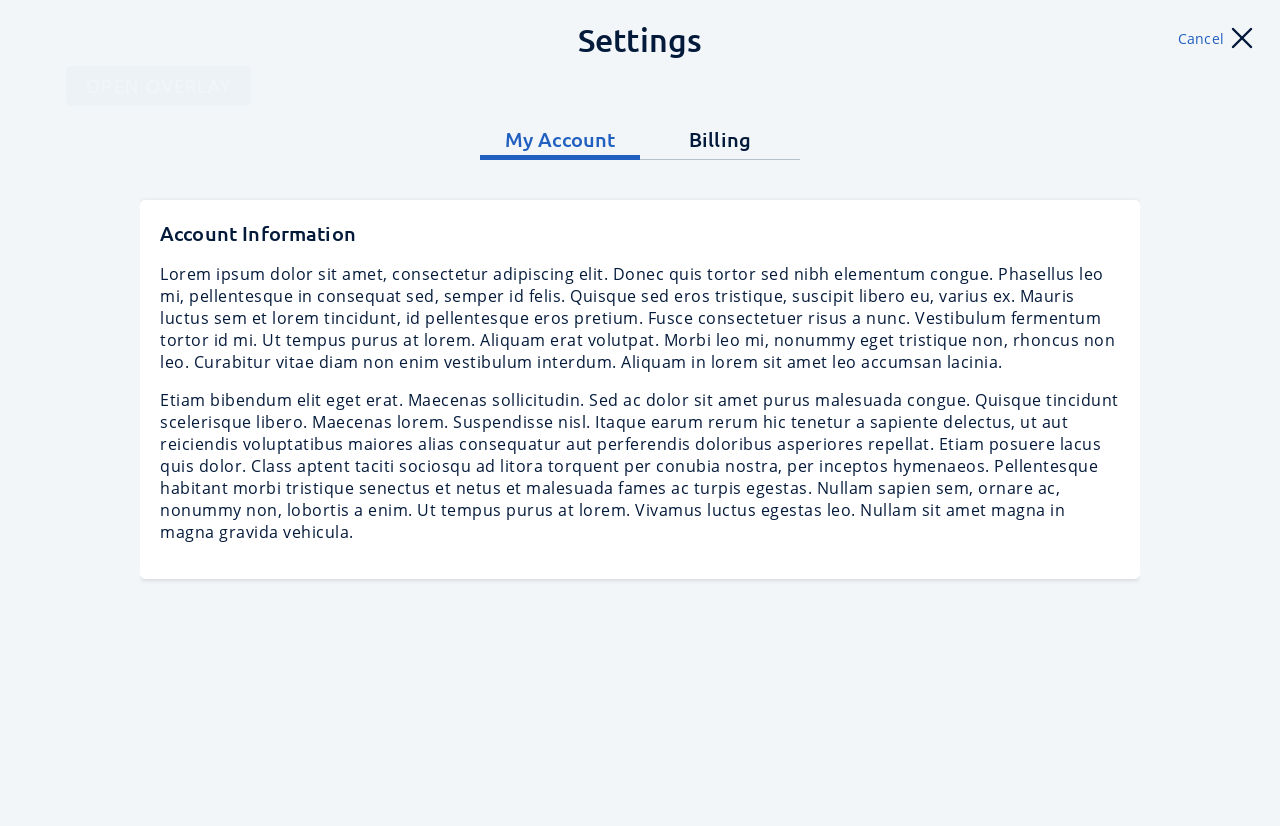 Settings
Cancel
OPEN OVERLAY
My Account
Billing
Account Information
Lorem ipsum dolor sit amet, consectetur adipiscing elit. Donec quis tortor sed nibh elementum congue. Phasellus leo
mi, pellentesque in consequat sed, semper id felis. Quisque sed eros tristique, suscipit libero eu, varius ex. Mauris
luctus sem et lorem tincidunt, id pellentesque eros pretium. Fusce consectetuer risus a nunc. Vestibulum fermentum
tortor id mi. Ut tempus purus at lorem. Aliquam erat volutpat. Morbi leo mi, nonummy eget tristique non, rhoncus non
leo. Curabitur vitae diam non enim vestibulum interdum. Aliquam in lorem sit amet leo accumsan lacinia.
Etiam bibendum elit eget erat. Maecenas sollicitudin. Sed ac dolor sit amet purus malesuada congue. Quisque tincidunt
scelerisque libero. Maecenas lorem. Suspendisse nisl. Itaque earum rerum hic tenetur a sapiente delectus, ut aut
reiciendis voluptatibus maiores alias consequatur aut perferendis doloribus asperiores repellat. Etiam posuere lacus
quis dolor. Class aptent taciti sociosqu ad litora torquent per conubia nostra, per inceptos hymenaeos. Pellentesque
habitant morbi tristique senectus et netus et malesuada fames ac turpis egestas. Nullam sapien sem, ornare ac,
nonummy non, lobortis a enim. Ut tempus purus at lorem. Vivamus luctus egestas leo. Nullam sit amet magna in
magna gravida vehicula.